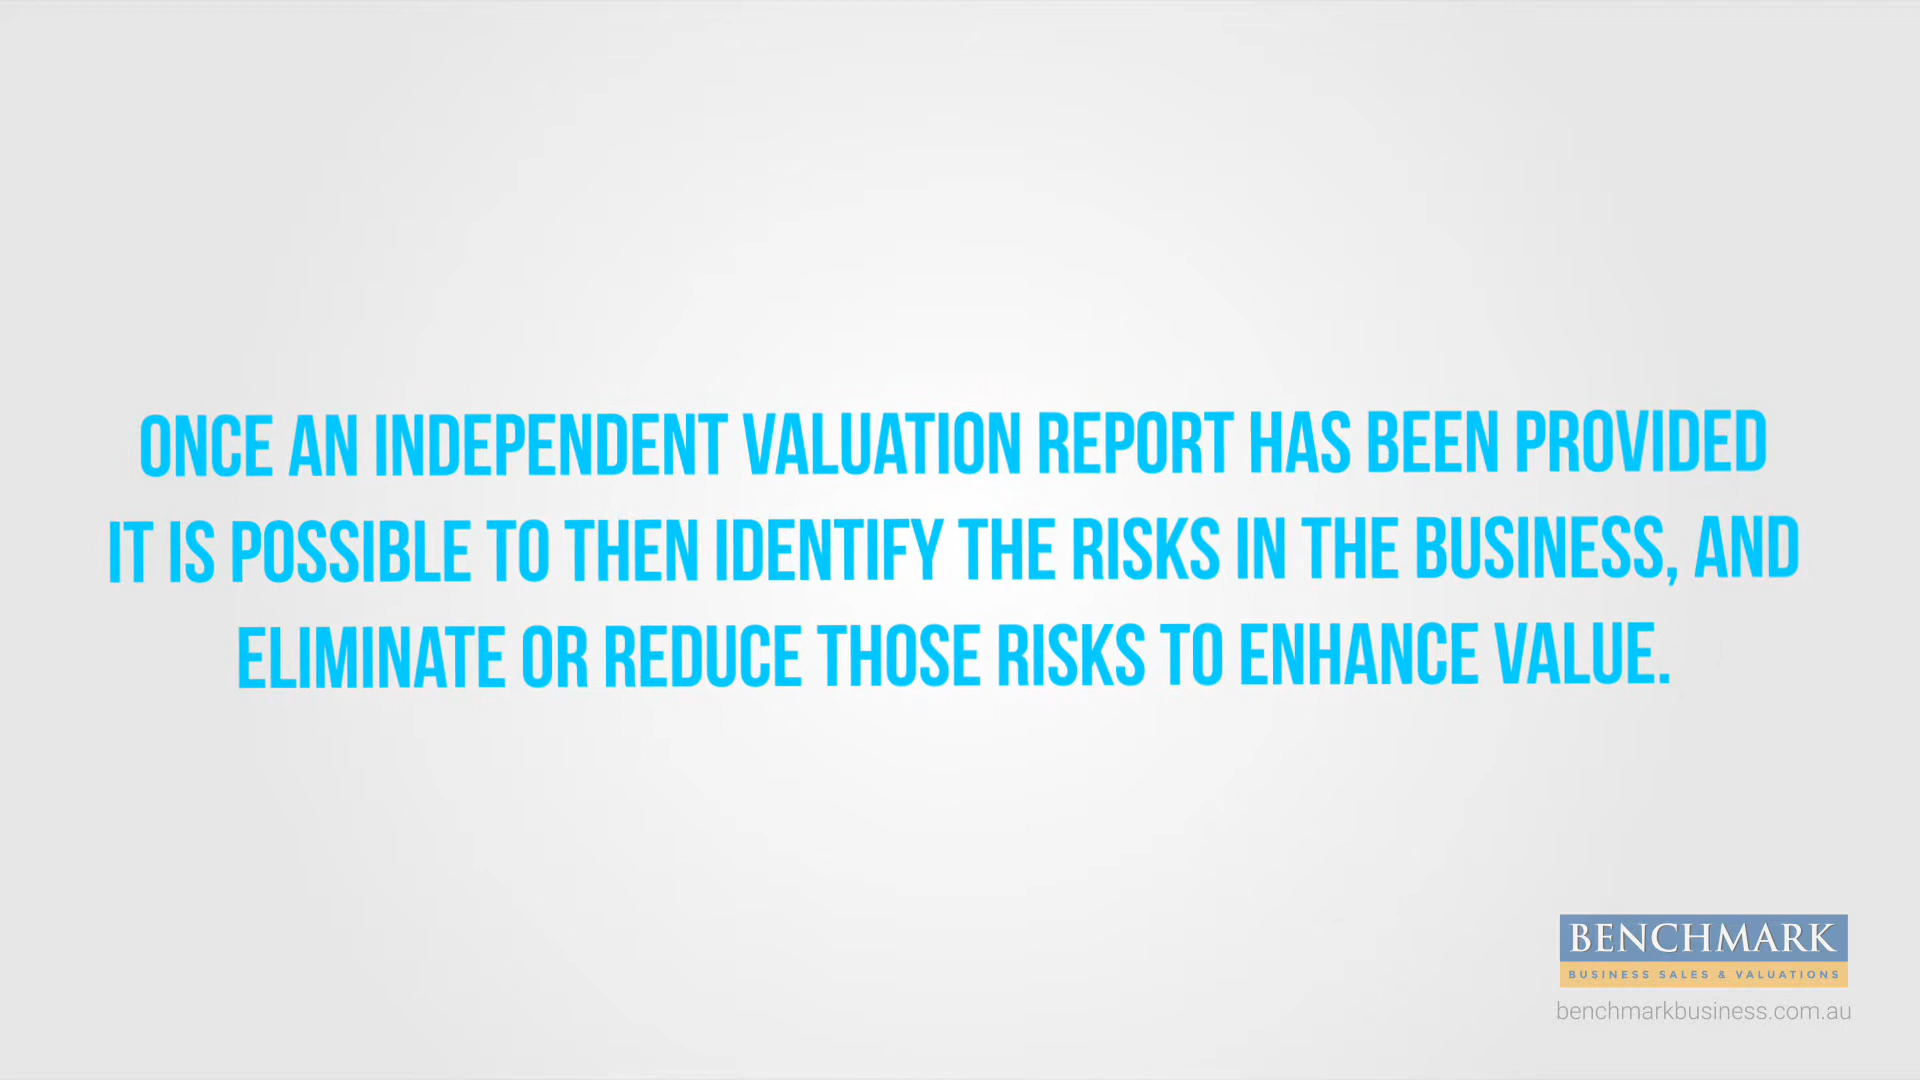 ONCE AN INDEPENDENT VALUATION REPORT HAS BEEN PROVIDED
IT IS POSSIBLE TO THEN IDENTIFY THE RISKS IN THE BUSINESS, AND
ELIMINATE OR REDUCE THOSE RISKS TO ENHANCE VALUE.
BENCHMARK
BUSINESS SALES & VALUATIONS
benchmarkbusiness.com.au